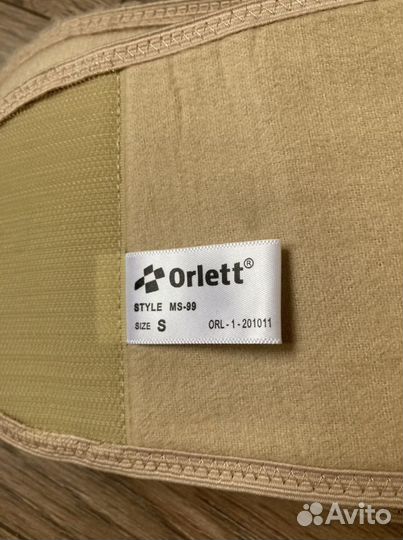 Orlett®
STYLE MS-99
SIZE S ORL - 1 - 201011
Avito